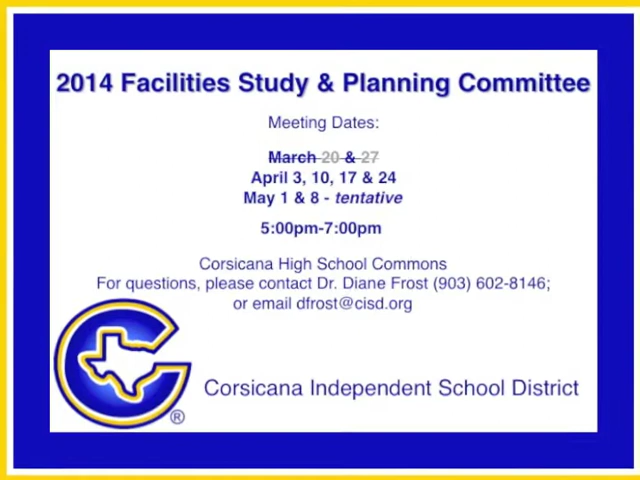 2014 Facilities Study & Planning Committee
Meeting Dates:
March 20 & 27
April 3, 10, 17 & 24
May 1 & 8 - tentative
5:00pm-7:00pm
Corsicana High School Commons
For questions, please contact Dr. Diane Frost (903) 602-8146;
or email dfrost@cisd.org
C
®
Corsicana Independent School District